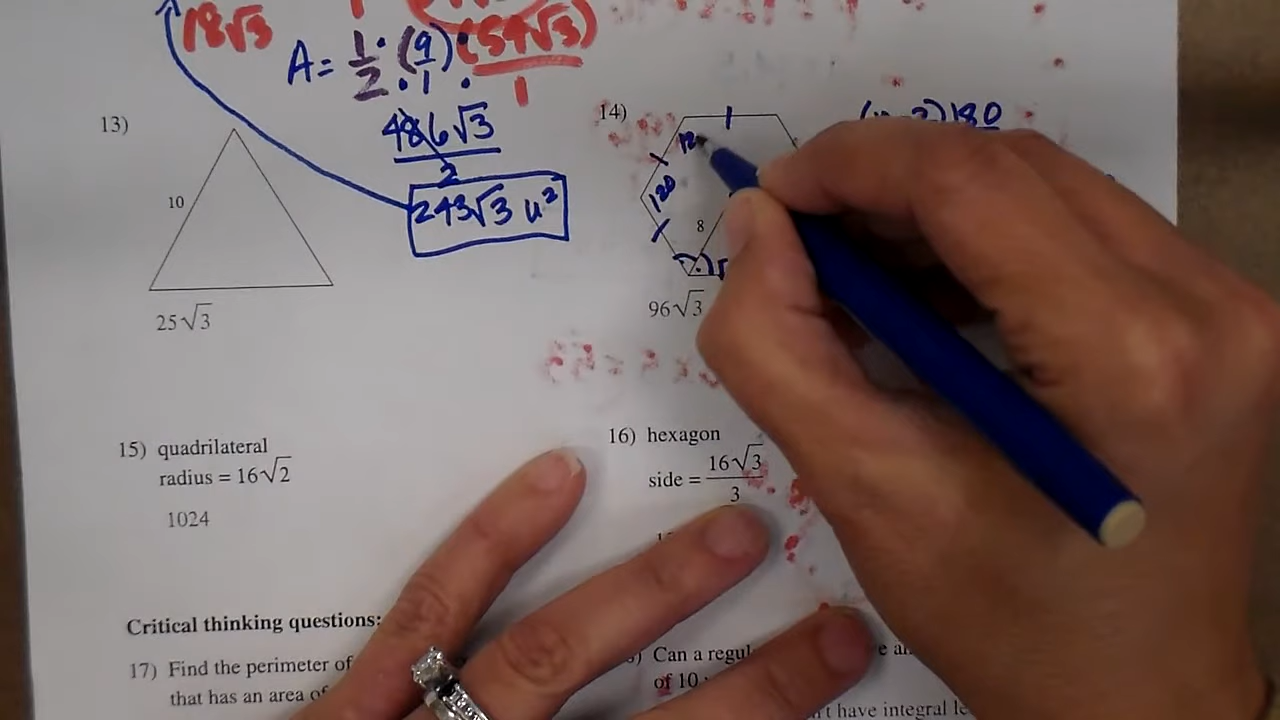 18√3
A = 1/2 · (9)/1 · (54√3)/1
486√3
2
243√3 u²
13)
10
25√3
14)
180
120
8
96√3
15) quadrilateral
radius = 16√2
1024
16) hexagon
side = 16√3/3
Critical thinking questions:
17) Find the perimeter of
that has an area of
Can a regul
of 10
't have integral le